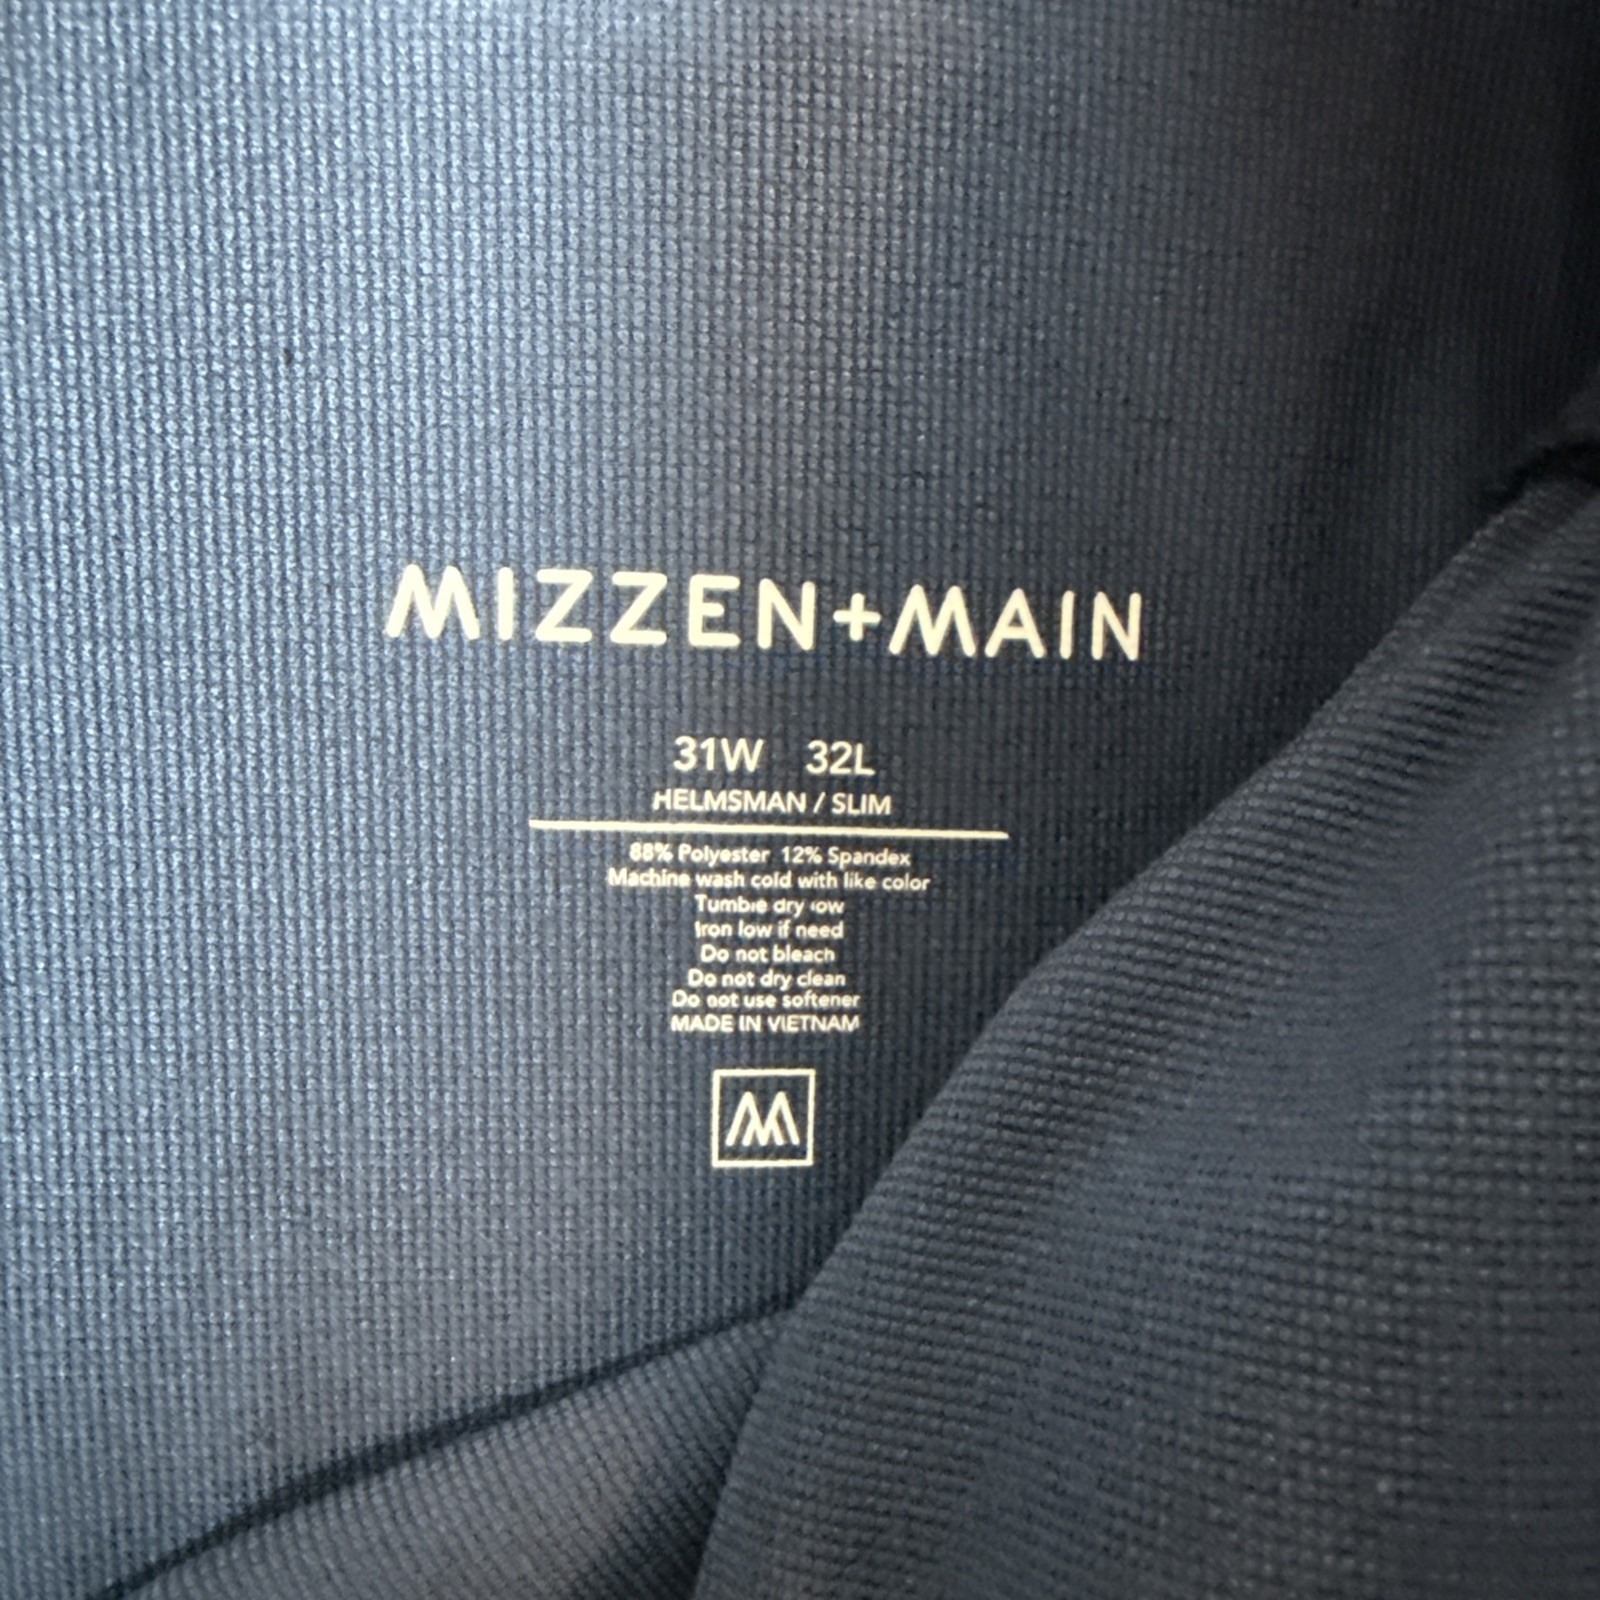 MIZZEN+MAIN
31W 32L
HELMSMAN / SLIM
88% Polyester 12% Spandex
Machine wash cold with like color
Tumble dry low
Iron low if need
Do not bleach
Do not dry clean
Do not use softener
MADE IN VIETNAM
M